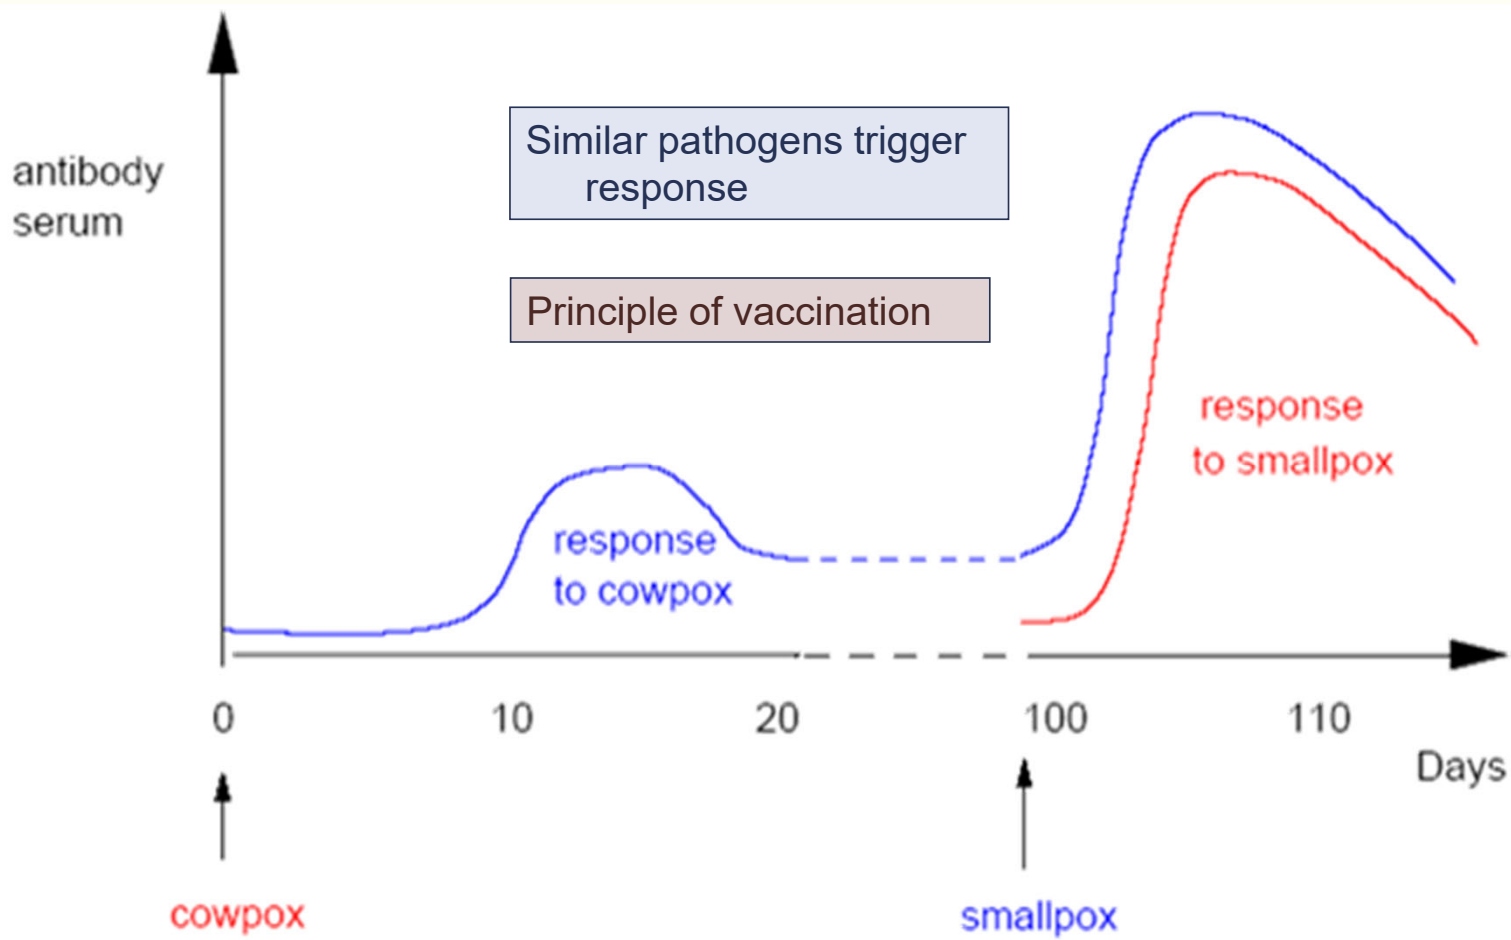 antibody
serum
Similar pathogens trigger
response
Principle of vaccination
response
to cowpox
response
to smallpox
0 10 20 100 110
Days
cowpox
smallpox